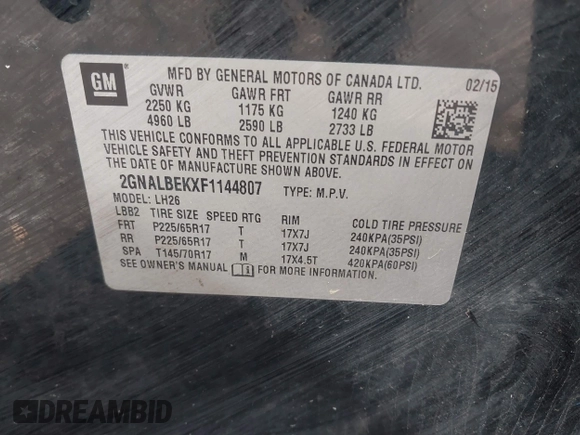 GM
MFD BY GENERAL MOTORS OF CANADA LTD. 02/15
GVWR GAWR FRT GAWR RR
2250 KG 1175 KG 1240 KG
4960 LB 2590 LB 2733 LB
THIS VEHICLE CONFORMS TO ALL APPLICABLE U.S. FEDERAL MOTOR
VEHICLE SAFETY AND THEFT PREVENTION STANDARDS IN EFFECT ON
THE DATE OF MANUFACTURE SHOWN ABOVE.
2GNALBEKXF1144807 TYPE: M.P.V.
MODEL: LH26
LBB2 TIRE SIZE SPEED RTG RIM COLD TIRE PRESSURE
FRT P225/65R17 T 17X7J 240KPA(35PSI)
RR P225/65R17 T 17X7J 240KPA(35PSI)
SPA T145/70R17 M 17X4.5T 420KPA(60PSI)
SEE OWNER'S MANUAL FOR MORE INFORMATION
DREAMBID